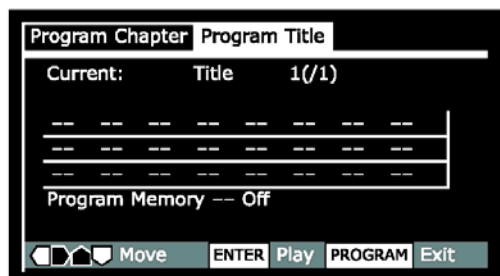 Program Chapter Program Title
Current: Title 1(/1)
-- -- -- -- -- -- -- --
-- -- -- -- -- -- -- --
-- -- -- -- -- -- -- --
Program Memory -- Off
Move ENTER Play PROGRAM Exit